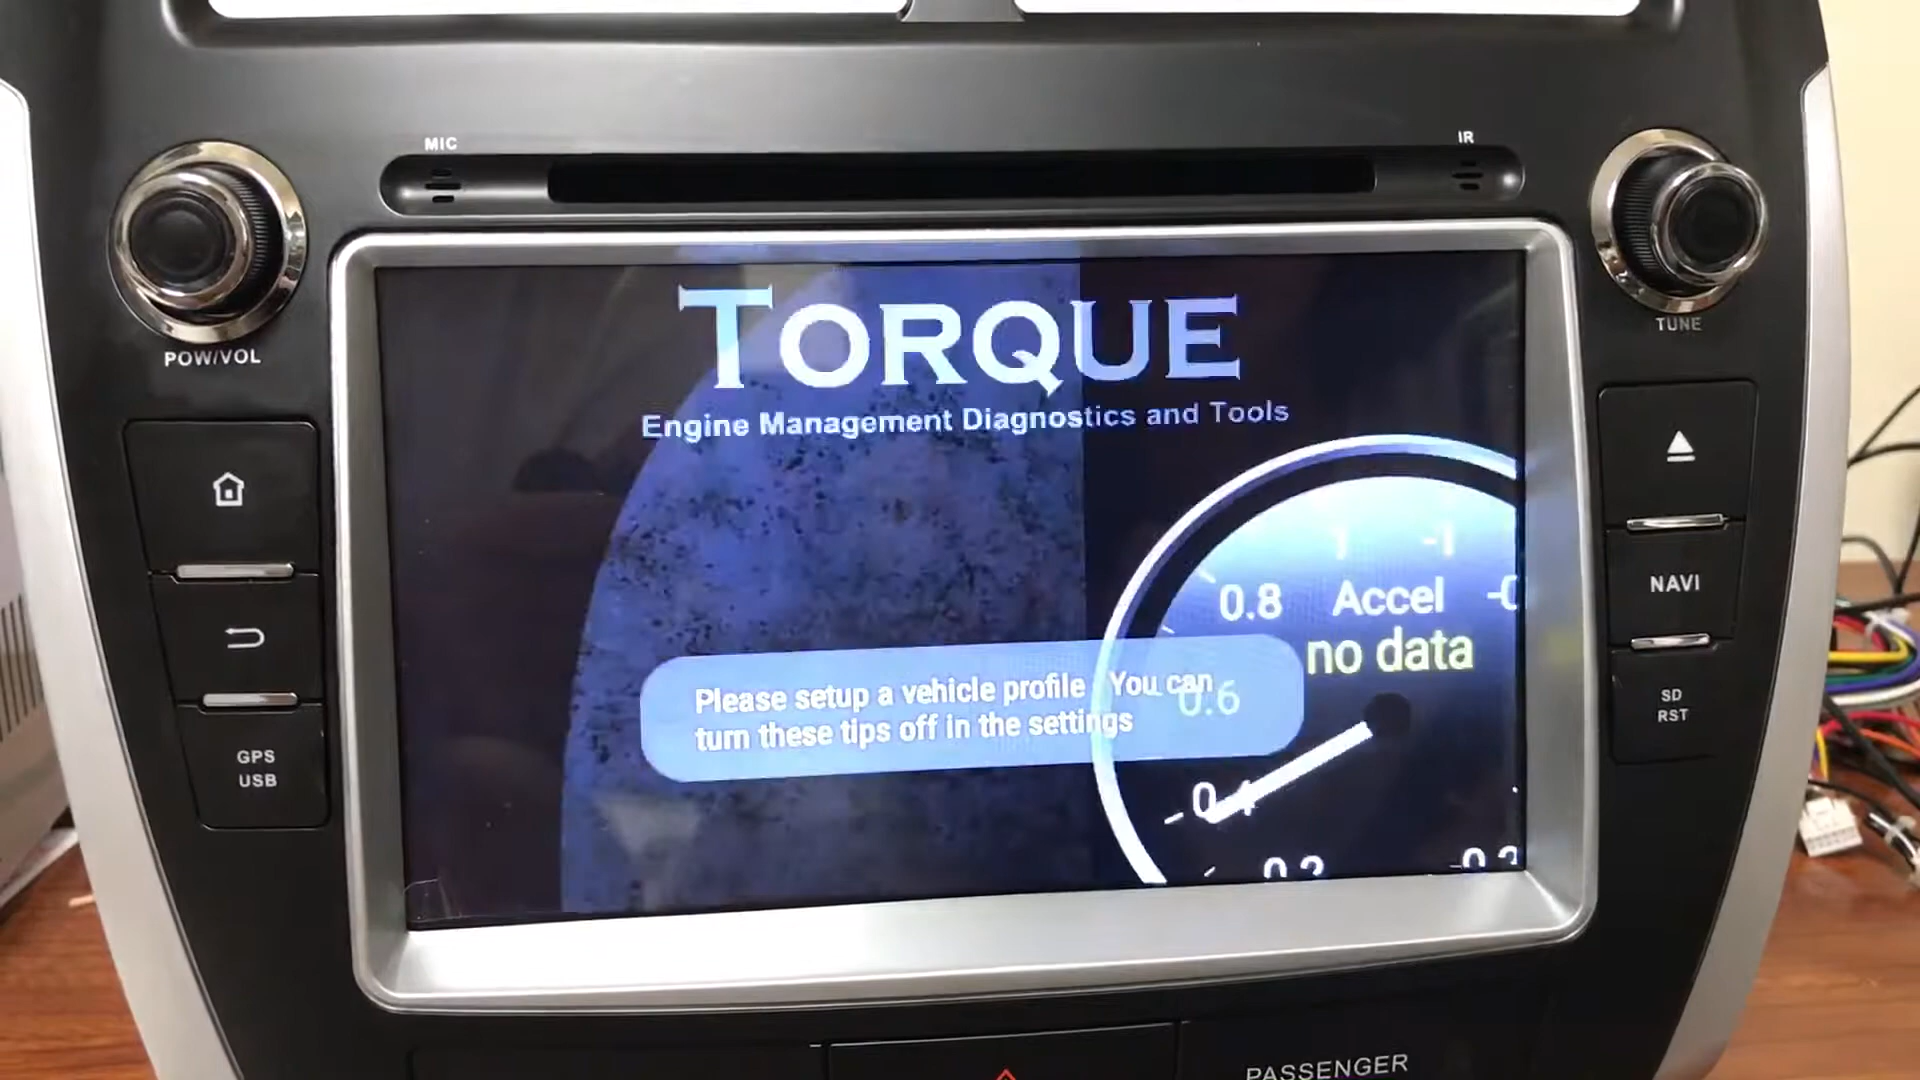 MIC
IR
POW/VOL
TUNE
TORQUE
Engine Management Diagnostics and Tools
1
-1
0.8
Accel
no data
NAVI
Please setup a vehicle profile You can
turn these tips off in the settings
0.6
SD
RST
GPS
USB
0.4
0.2
-0.2
PASSENGER